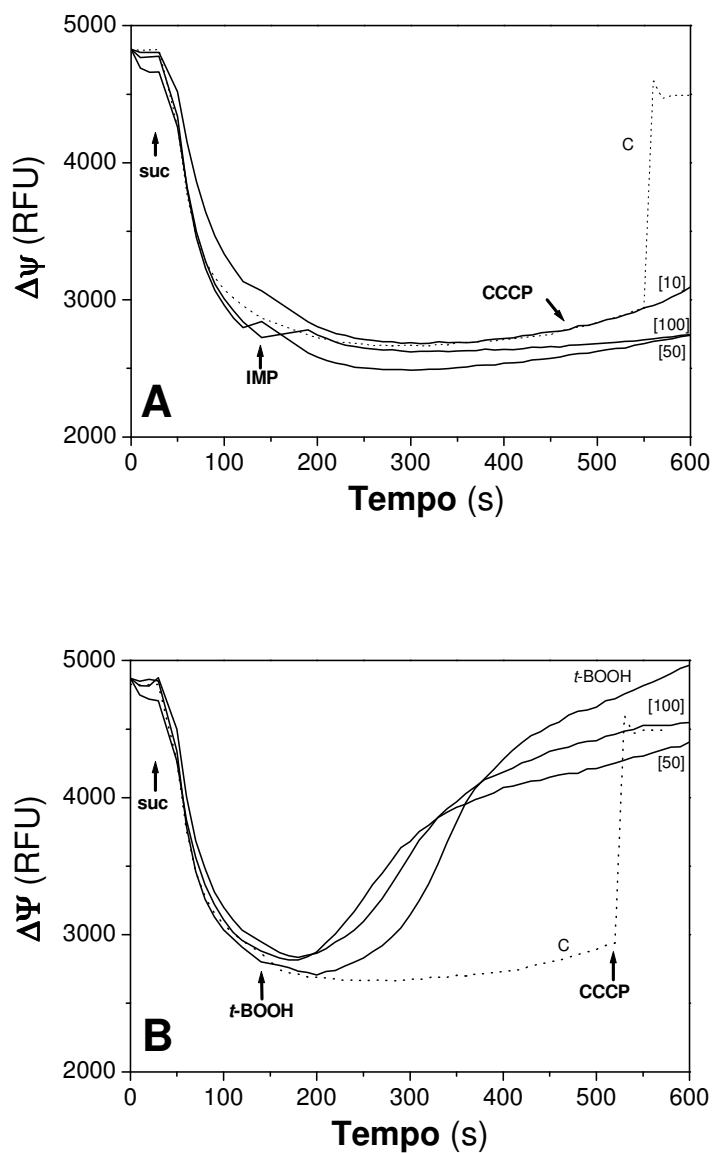 5000
4000
3000
2000
Δψ (RFU)
suc
IMP
CCCP
C
[10]
[100]
[50]
A
0 100 200 300 400 500 600
Tempo (s)
5000
4000
3000
2000
ΔΨ (RFU)
suc
t-BOOH
t-BOOH
[100]
[50]
C
CCCP
B
0 100 200 300 400 500 600
Tempo (s)